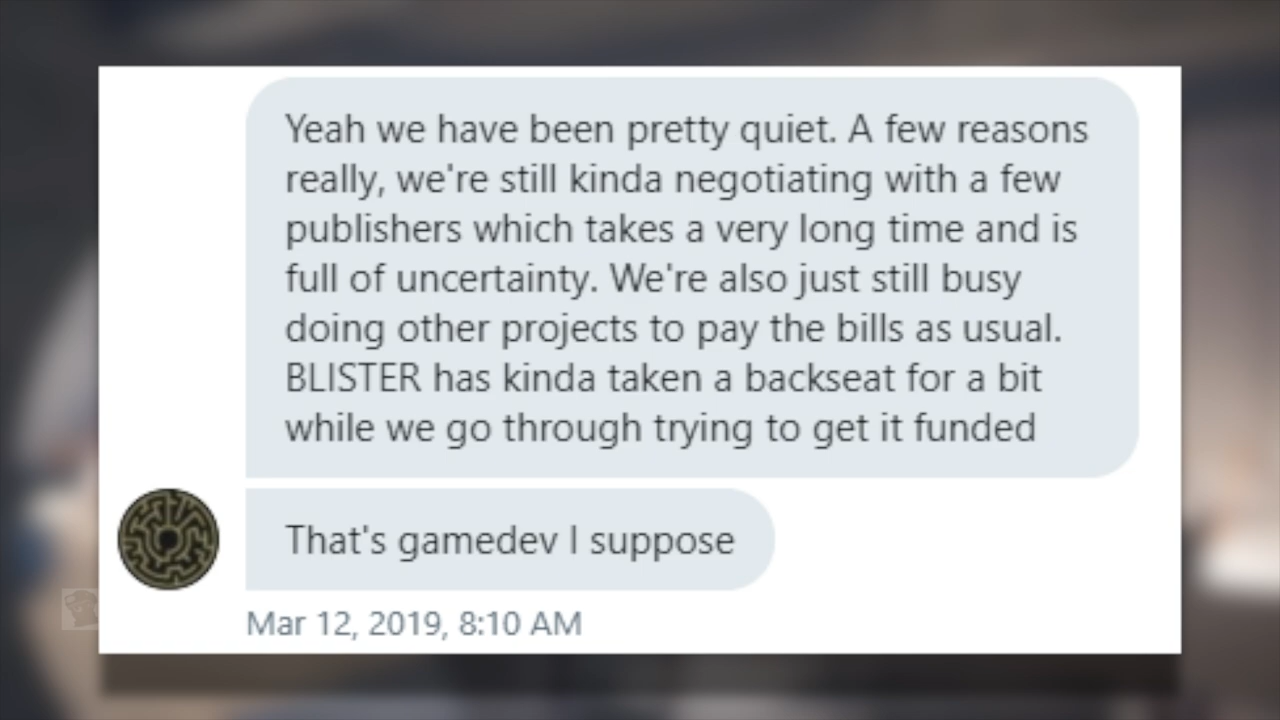 Yeah we have been pretty quiet. A few reasons
really, we're still kinda negotiating with a few
publishers which takes a very long time and is
full of uncertainty. We're also just still busy
doing other projects to pay the bills as usual.
BLISTER has kinda taken a backseat for a bit
while we go through trying to get it funded
That's gamedev I suppose
Mar 12, 2019, 8:10 AM